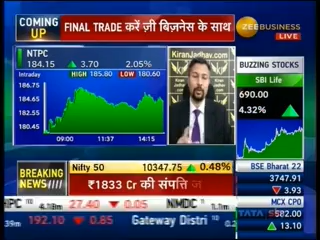 COMING UP
FINAL TRADE करें ज़ी बिज़नेस के साथ
ZEE BUSINESS
LIVE
NTPC
184.15 3.70 2.05%
Intraday HIGH 185.80 LOW 180.60
186.75
184.65
182.55
180.45
09:00 11:37 14:15
KiranJadhav.com
BUZZING STOCKS
SBI Life
690.00
4.32%
BREAKING NEWS
Nifty 50 10347.75 0.48%
₹1833 Cr की संपत्ति
BSE Bharat 22
3747.91
3.93
27.40 0.05 NMDC
MCX CPO
192.10 0.85 Gateway Distri
582.00
13.10